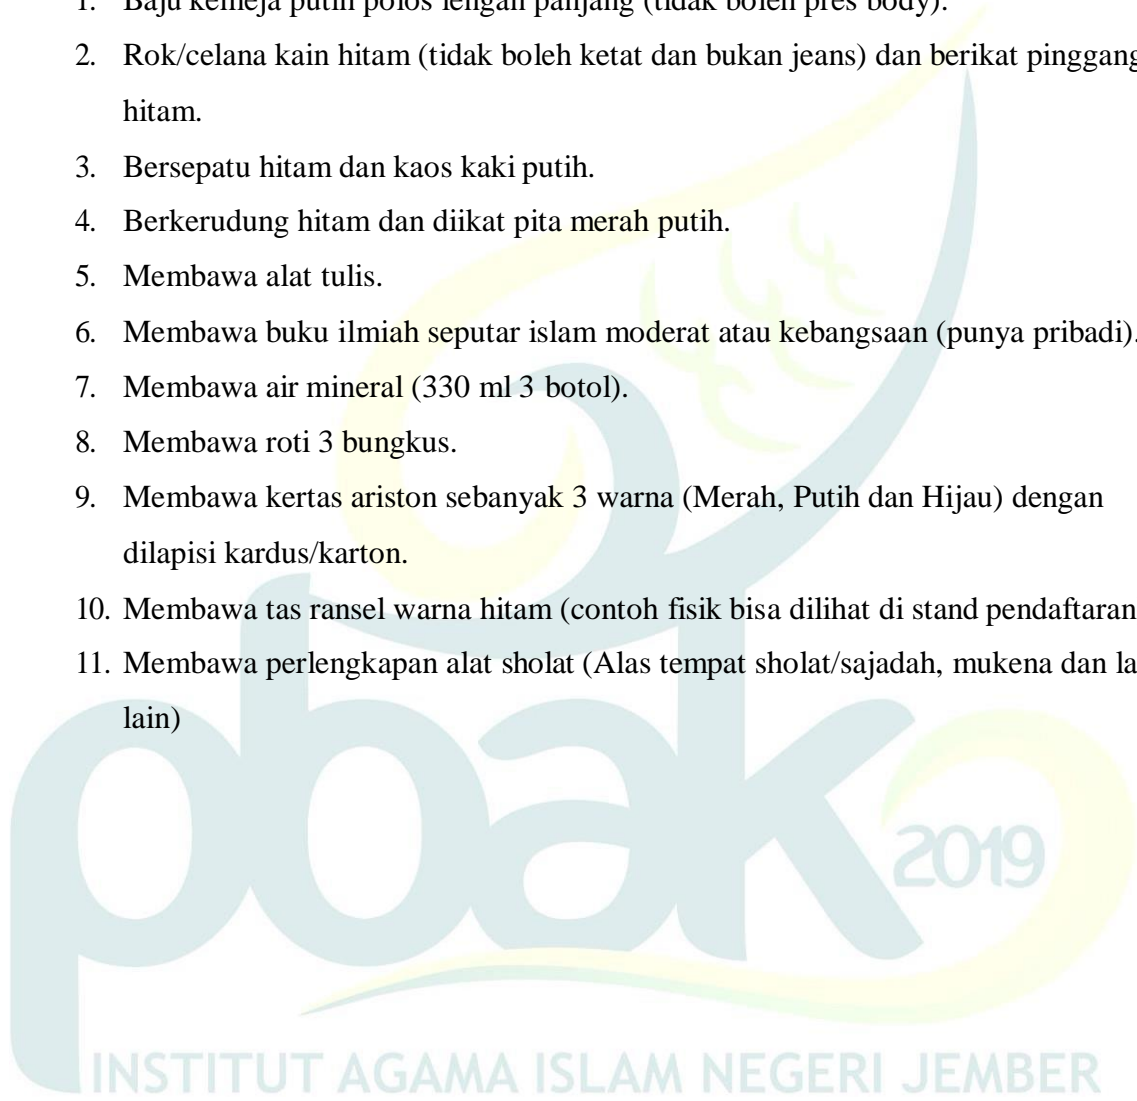 1. Baju kemeja putih polos lengan panjang (tidak boleh pres body).
2. Rok/celana kain hitam (tidak boleh ketat dan bukan jeans) dan berikat pinggang
hitam.
3. Bersepatu hitam dan kaos kaki putih.
4. Berkerudung hitam dan diikat pita merah putih.
5. Membawa alat tulis.
6. Membawa buku ilmiah seputar islam moderat atau kebangsaan (punya pribadi).
7. Membawa air mineral (330 ml 3 botol).
8. Membawa roti 3 bungkus.
9. Membawa kertas ariston sebanyak 3 warna (Merah, Putih dan Hijau) dengan
dilapisi kardus/karton.
10. Membawa tas ransel warna hitam (contoh fisik bisa dilihat di stand pendaftaran
11. Membawa perlengkapan alat sholat (Alas tempat sholat/sajadah, mukena dan la
lain)
pbak
2019
INSTITUT AGAMA ISLAM NEGERI JEMBER